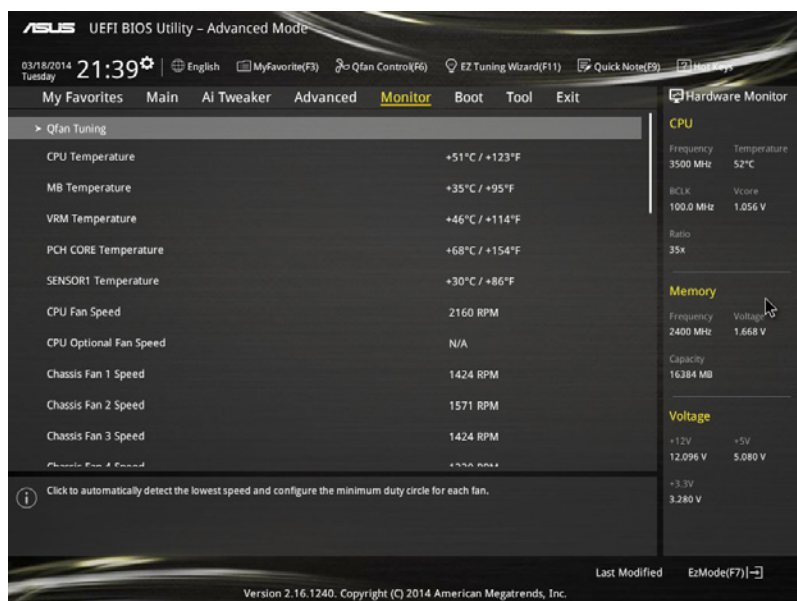 ASUS UEFI BIOS Utility – Advanced Mode
03/18/2014 Tuesday 21:39 English MyFavorite(F3) Qfan Control(F6) EZ Tuning Wizard(F11) Quick Note(F9) Hot Keys
My Favorites Main Ai Tweaker Advanced Monitor Boot Tool Exit
> Qfan Tuning
CPU Temperature +51°C / +123°F
MB Temperature +35°C / +95°F
VRM Temperature +46°C / +114°F
PCH CORE Temperature +68°C / +154°F
SENSOR1 Temperature +30°C / +86°F
CPU Fan Speed 2160 RPM
CPU Optional Fan Speed N/A
Chassis Fan 1 Speed 1424 RPM
Chassis Fan 2 Speed 1571 RPM
Chassis Fan 3 Speed 1424 RPM
Chassis Fan 4 Speed
Click to automatically detect the lowest speed and configure the minimum duty circle for each fan.
Hardware Monitor
CPU
Frequency Temperature
3500 MHz 52°C
BCLK Vcore
100.0 MHz 1.056 V
Ratio
35x
Memory
Frequency Voltage
2400 MHz 1.668 V
Capacity
16384 MB
Voltage
+12V +5V
12.096 V 5.080 V
+3.3V
3.280 V
Last Modified EzMode(F7)
Version 2.16.1240. Copyright (C) 2014 American Megatrends, Inc.